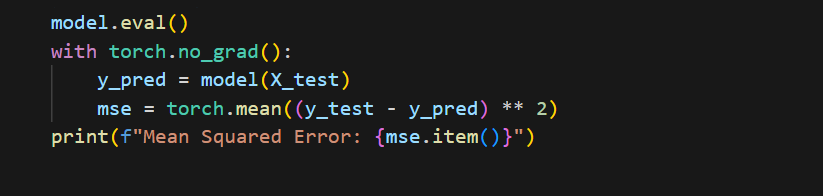 model.eval()
with torch.no_grad():
    y_pred = model(X_test)
    mse = torch.mean((y_test - y_pred) ** 2)
print(f"Mean Squared Error: {mse.item()}")